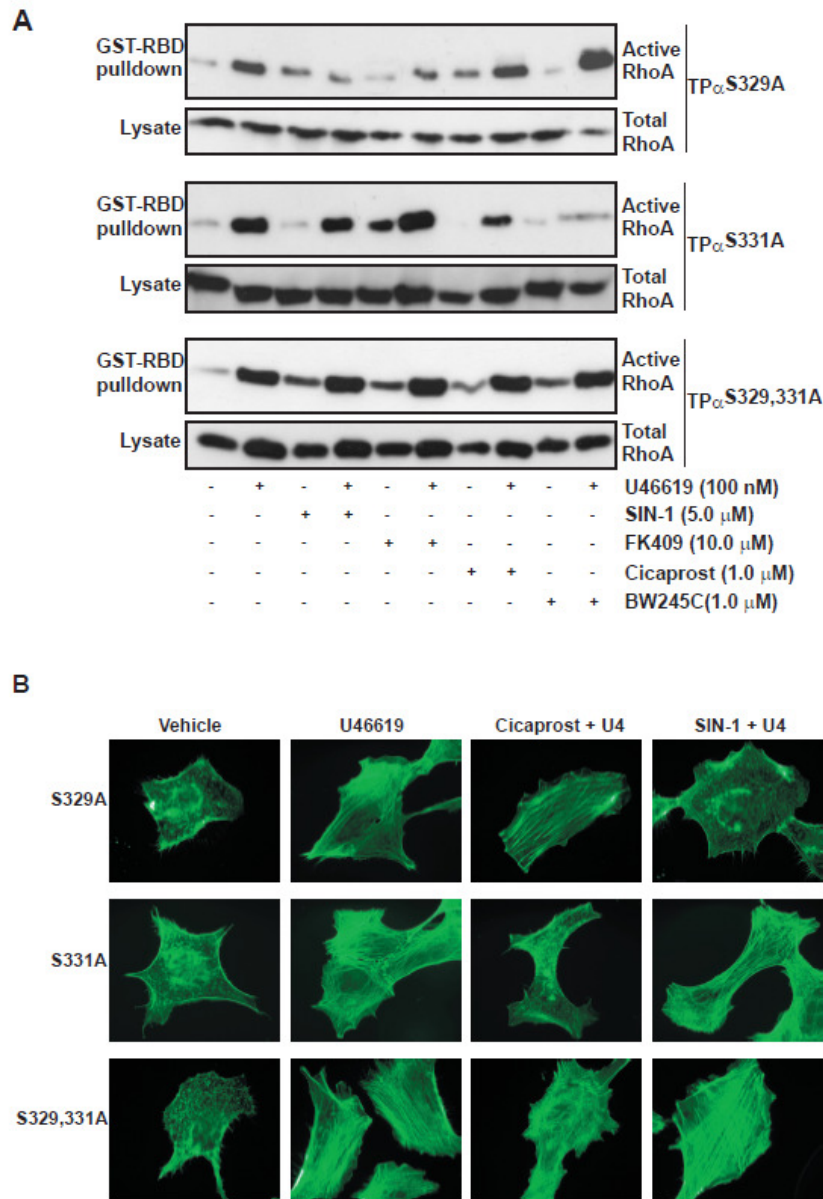 A
GST-RBD pulldown
Active RhoA
Lysate
Total RhoA
TPαS329A
GST-RBD pulldown
Active RhoA
Lysate
Total RhoA
TPαS331A
GST-RBD pulldown
Active RhoA
Lysate
Total RhoA
TPαS329,331A
- + - + - + - + - + U46619 (100 nM)
- - + + - - - - - - SIN-1 (5.0 μM)
- - - - + + - - - - FK409 (10.0 μM)
- - - - - - + + - - Cicaprost (1.0 μM)
- - - - - - - - + + BW245C(1.0 μM)
B
Vehicle U46619 Cicaprost + U4 SIN-1 + U4
S329A
S331A
S329,331A